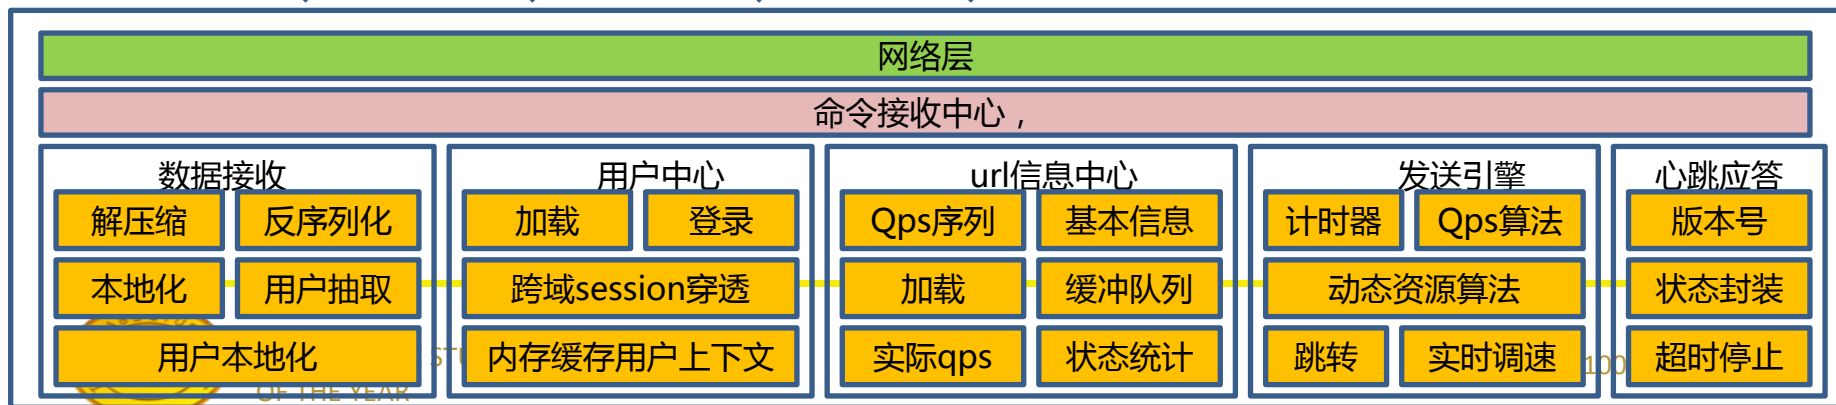 网络层
命令接收中心，
数据接收
解压缩
反序列化
本地化
用户抽取
用户本地化
用户中心
加载
登录
跨域session穿透
内存缓存用户上下文
url信息中心
Qps序列
基本信息
加载
缓冲队列
实际qps
状态统计
发送引擎
计时器
Qps算法
动态资源算法
跳转
实时调速
心跳应答
版本号
状态封装
超时停止
OF THE YEAR
100